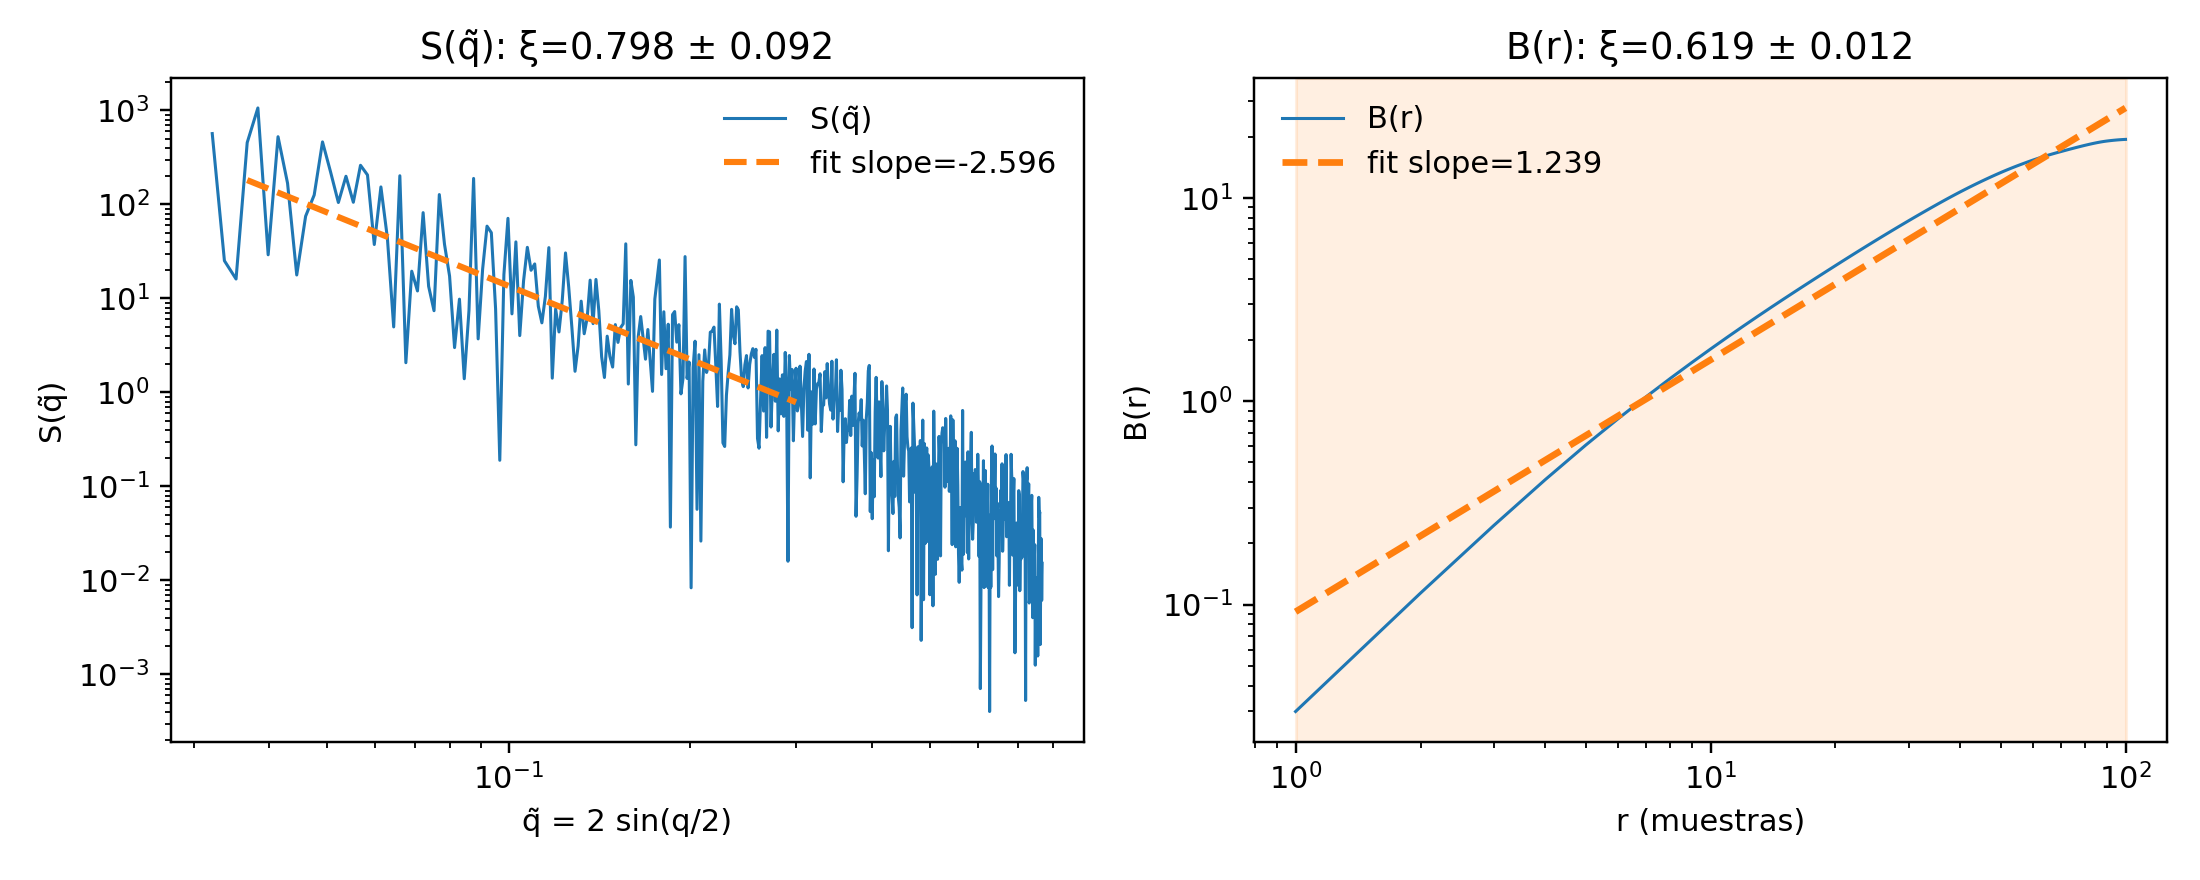 S(q̃): ξ=0.798 ± 0.092
S(q̃)
fit slope=-2.596
10³
10²
10¹
10⁰
10⁻¹
10⁻²
10⁻³
S(q̃)
10⁻¹
q̃ = 2 sin(q/2)
B(r): ξ=0.619 ± 0.012
B(r)
fit slope=1.239
10¹
10⁰
10⁻¹
B(r)
10⁰ 10¹ 10²
r (muestras)